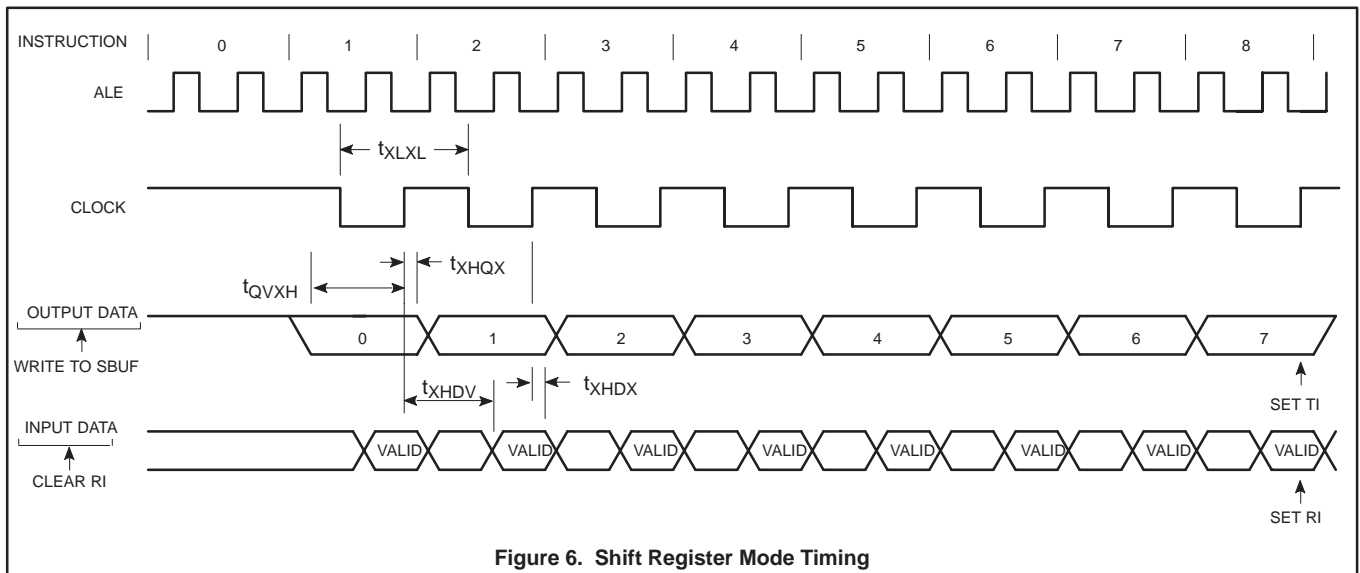 INSTRUCTION 0 1 2 3 4 5 6 7 8
ALE
tXLXL
CLOCK
tXHQX
tQVXH
OUTPUT DATA
0 1 2 3 4 5 6 7
WRITE TO SBUF
tXHDV
tXHDX
SET TI
INPUT DATA
VALID VALID VALID VALID VALID VALID VALID VALID
CLEAR RI
SET RI
Figure 6. Shift Register Mode Timing